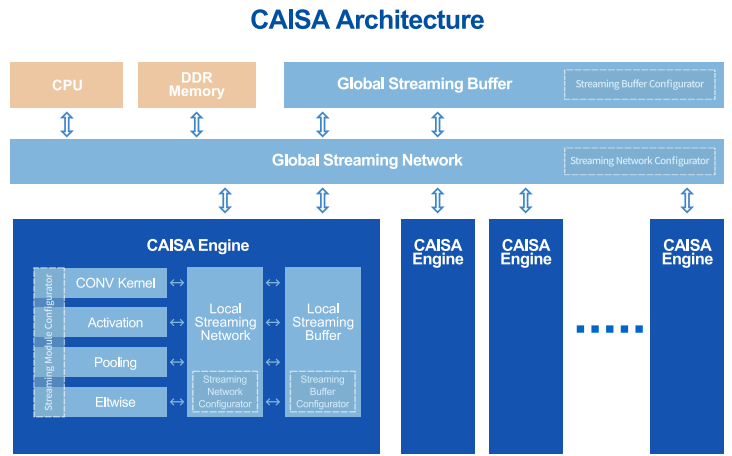 CAISA Architecture
CPU
DDR
Memory
Global Streaming Buffer
Streaming Buffer Configurator
Global Streaming Network
Streaming Network Configurator
CAISA Engine
Streaming Module Configurator
CONV Kernel
Activation
Pooling
Eltwise
Local
Streaming
Network
Streaming
Network
Configurator
Local
Streaming
Buffer
Streaming
Buffer
Configurator
CAISA
Engine
CAISA
Engine
CAISA
Engine